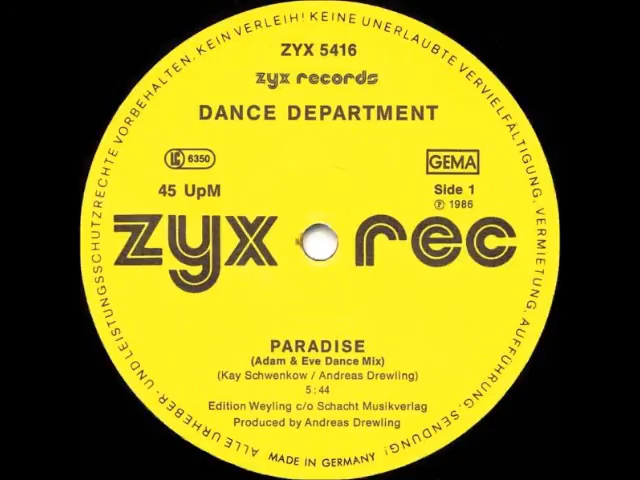 ALLE URHEBER- UND LEISTUNGSSCHUTZRECHTE VORBEHALTEN. KEIN VERLEIH! KEINE UNERLAUBTE VERVIELFÄLTIGUNG, VERMIETUNG, AUFFÜHRUNG, SENDUNG!
ZYX 5416
zyx records
DANCE DEPARTMENT
LC 6350
GEMA
45 UpM
Side 1
Ⓟ 1986
zyx rec
PARADISE
(Adam & Eve Dance Mix)
(Kay Schwenkow / Andreas Drewling)
5:44
Edition Weyling c/o Schacht Musikverlag
Produced by Andreas Drewling
MADE IN GERMANY